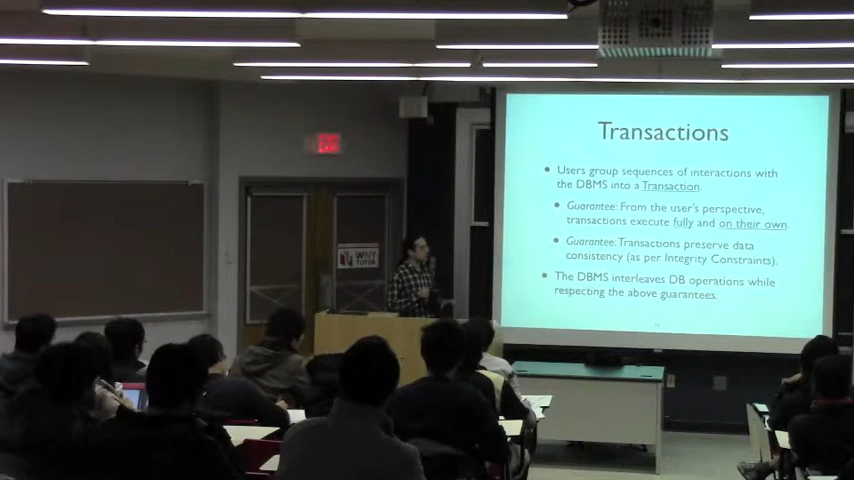 Transactions
• Users group sequences of interactions with
the DBMS into a Transaction.
• Guarantee: From the user's perspective,
transactions execute fully and on their own.
• Guarantee: Transactions preserve data
consistency (as per Integrity Constraints).
• The DBMS interleaves DB operations while
respecting the above guarantees.
WNY
TUTOR